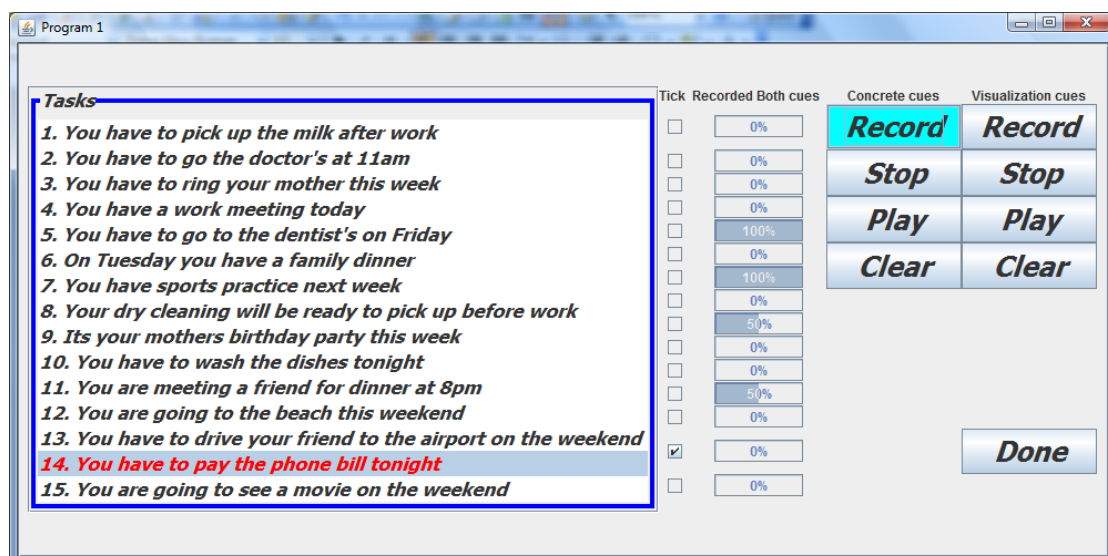 Program 1
Tasks
Tick Recorded Both cues Concrete cues Visualization cues
1. You have to pick up the milk after work
0%
Record Record
2. You have to go the doctor's at 11am
0%
3. You have to ring your mother this week
0%
Stop Stop
4. You have a work meeting today
0%
5. You have to go to the dentist's on Friday
100%
Play Play
6. On Tuesday you have a family dinner
0%
7. You have sports practice next week
100%
Clear Clear
8. Your dry cleaning will be ready to pick up before work
0%
9. Its your mothers birthday party this week
50%
10. You have to wash the dishes tonight
0%
11. You are meeting a friend for dinner at 8pm
0%
12. You are going to the beach this weekend
50%
13. You have to drive your friend to the airport on the weekend
0%
14. You have to pay the phone bill tonight
0%
Done
15. You are going to see a movie on the weekend
0%